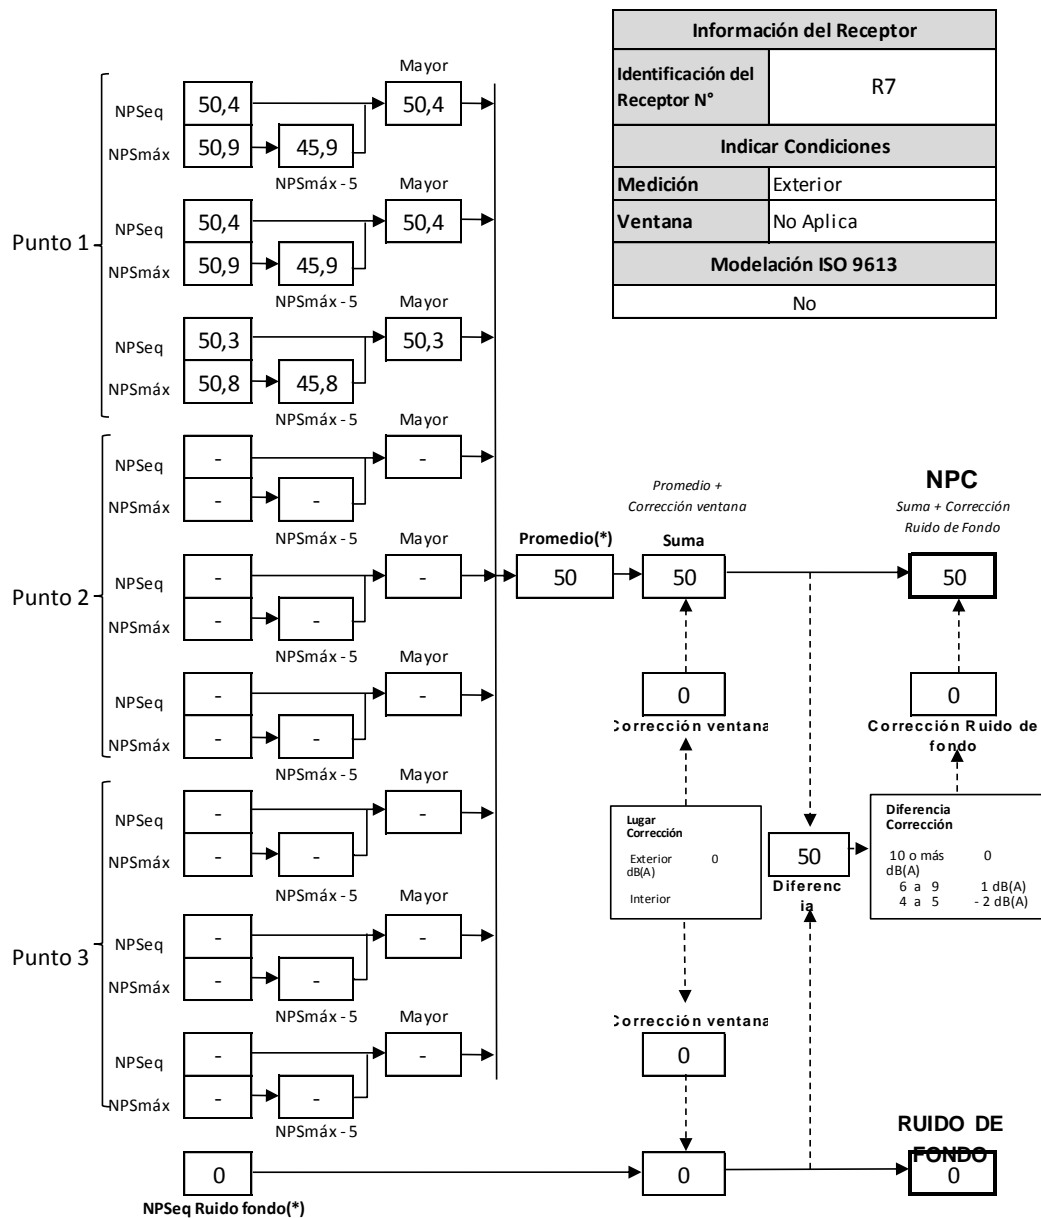 Información del Receptor
Identificación del
Receptor N°
R7
Indicar Condiciones
Medición
Exterior
Ventana
No Aplica
Modelación ISO 9613
No
Punto 1
Mayor
NPSeq
50,4
50,4
NPSmáx
50,9
45,9
NPSmáx - 5
Mayor
NPSeq
50,4
50,4
NPSmáx
50,9
45,9
NPSmáx - 5
Mayor
NPSeq
50,3
50,3
NPSmáx
50,8
45,8
NPSmáx - 5
Punto 2
Mayor
NPSeq
-
-
NPSmáx
-
-
NPSmáx - 5
Mayor
NPSeq
-
-
NPSmáx
-
-
NPSmáx - 5
Mayor
NPSeq
-
-
NPSmáx
-
-
NPSmáx - 5
Punto 3
Mayor
NPSeq
-
-
NPSmáx
-
-
NPSmáx - 5
Mayor
NPSeq
-
-
NPSmáx
-
-
NPSmáx - 5
Mayor
NPSeq
-
-
NPSmáx
-
-
NPSmáx - 5
Promedio(*)
50
Promedio +
Corrección ventana
Suma
50
NPC
Suma + Corrección
Ruido de Fondo
50
0
Corrección ventana
0
Corrección Ruido de
fondo
Lugar
Corrección
Exterior 0
dB(A)
Interior
50
Diferenc
ia
Diferencia
Corrección
10 o más 0
dB(A)
6 a 9 1 dB(A)
4 a 5 - 2 dB(A)
Corrección ventana
0
0
NPSeq Ruido fondo(*)
0
RUIDO DE
FONDO
0